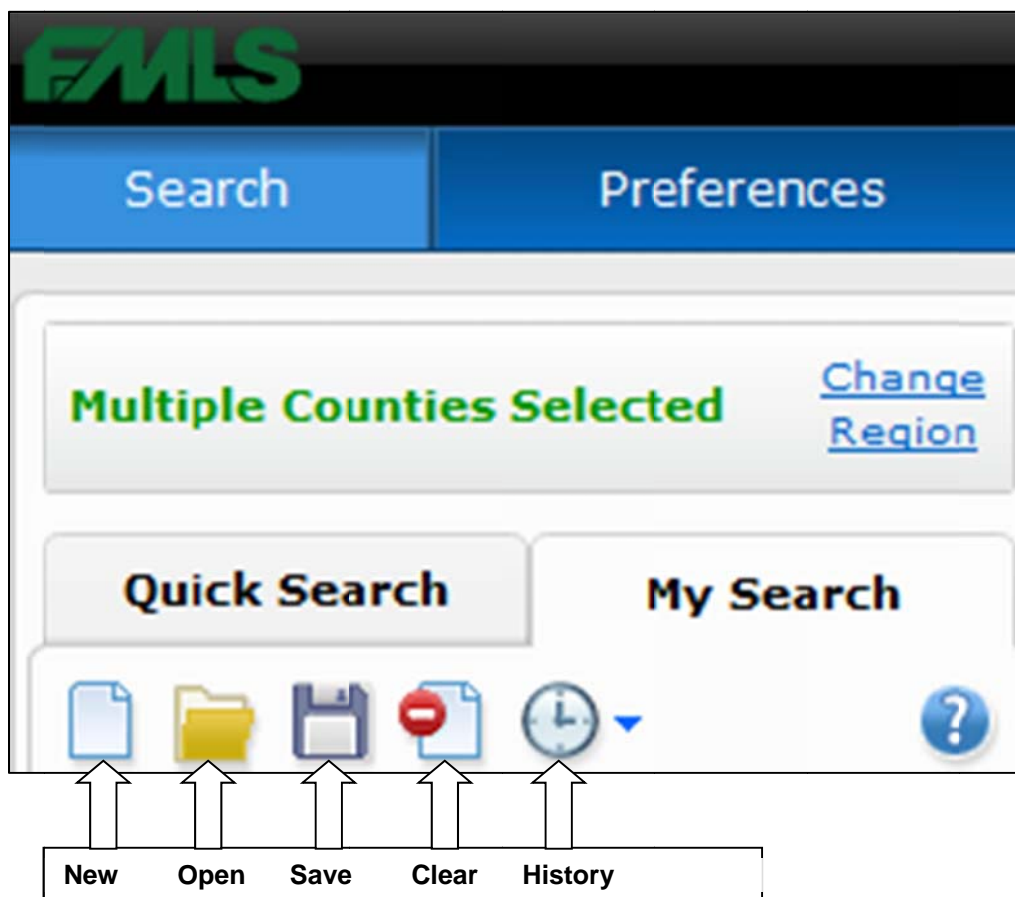 FMLS
Search Preferences
Multiple Counties Selected Change
Region
Quick Search My Search
?
New Open Save Clear History